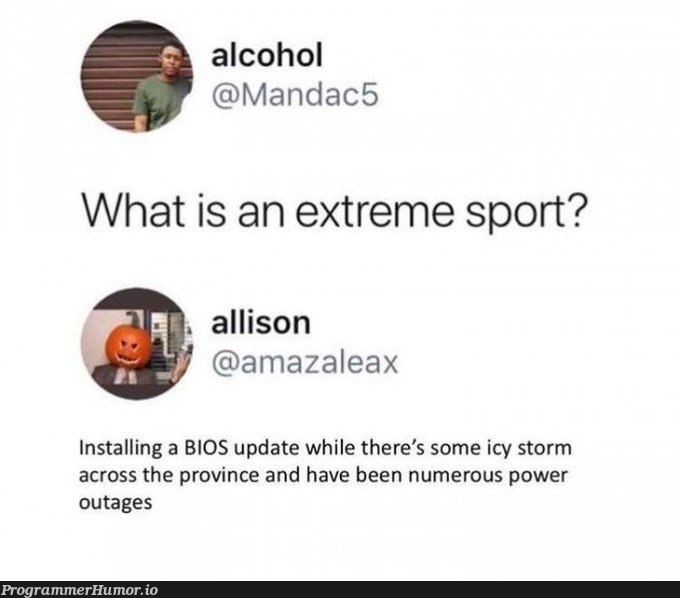 alcohol
@Mandac5
What is an extreme sport?
allison
@amazaleax
Installing a BIOS update while there's some icy storm
across the province and have been numerous power
outages
ProgrammerHumor.io